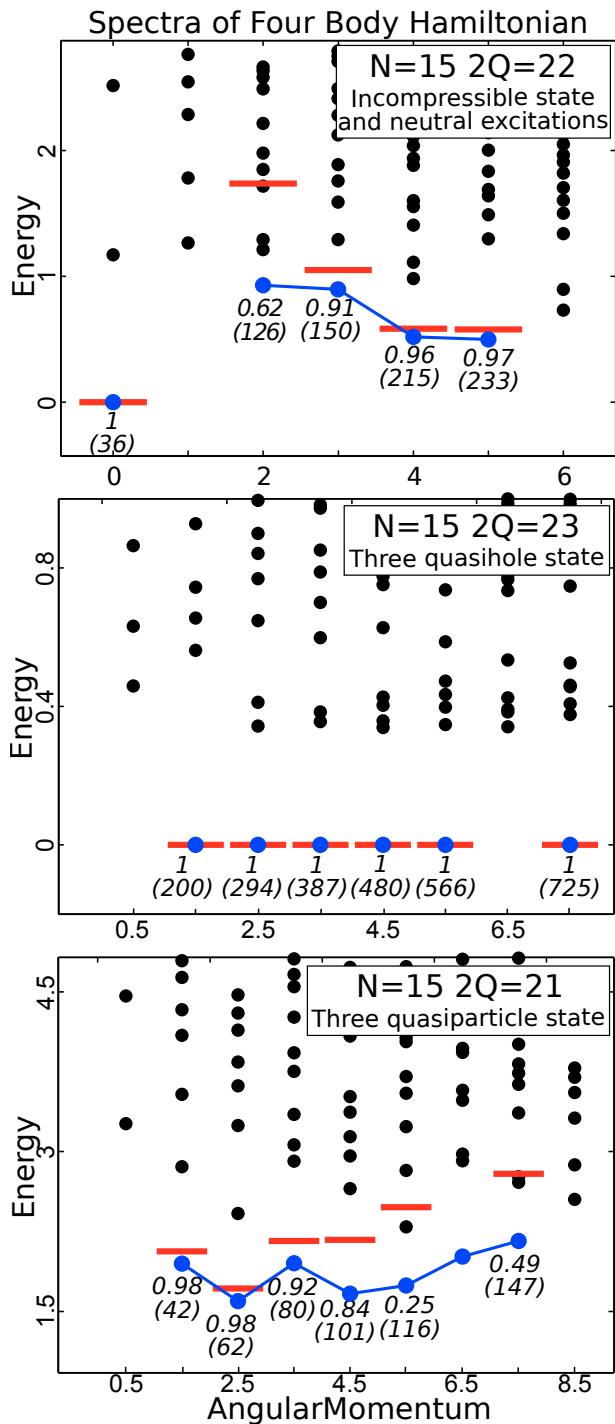 Spectra of Four Body Hamiltonian
N=15 2Q=22
Incompressible state
and neutral excitations
Energy
2
1
0
0.62
(126)
0.91
(150)
0.96
(215)
0.97
(233)
1
(36)
0 2 4 6
N=15 2Q=23
Three quasihole state
Energy
0.8
0.4
0
1 1 1 1 1 1
(200) (294) (387) (480) (566) (725)
0.5 2.5 4.5 6.5
N=15 2Q=21
Three quasiparticle state
Energy
4.5
3
1.5
0.98
(42)
0.98
(62)
0.92
(80)
0.84
(101)
0.25
(116)
0.49
(147)
0.5 2.5 4.5 6.5 8.5
AngularMomentum